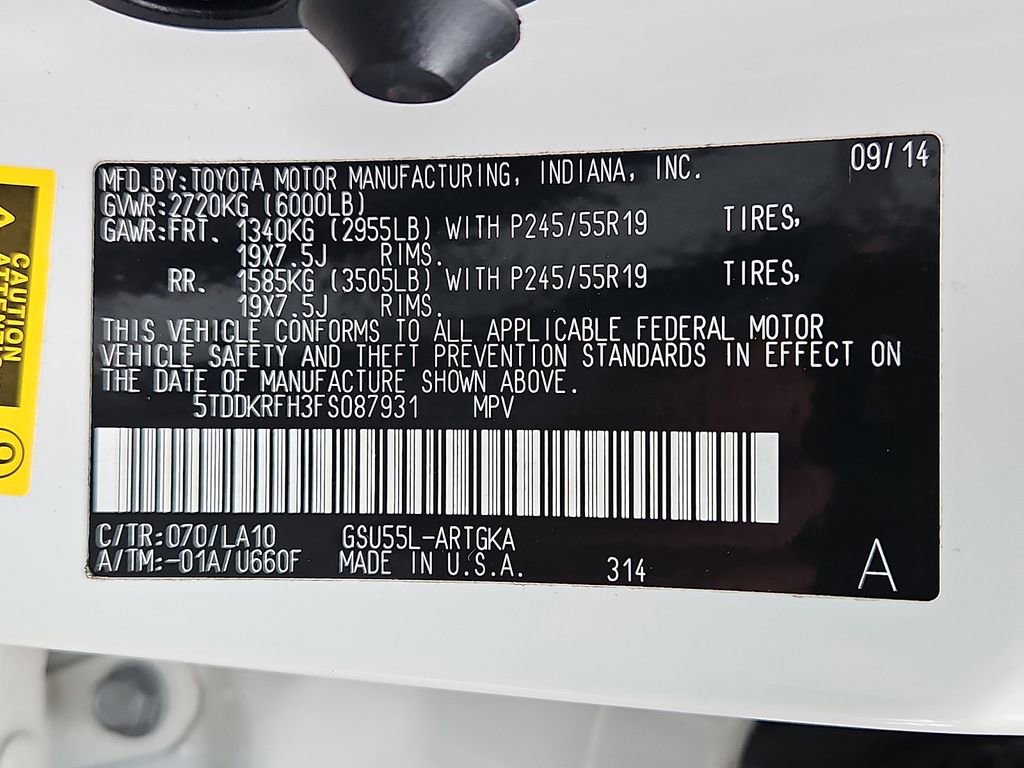 MFD.BY:TOYOTA MOTOR MANUFACTURING, INDIANA, INC. 09/14
GVWR:2720KG (6000LB)
GAWR:FRT. 1340KG (2955LB) WITH P245/55R19 TIRES,
19X7.5J RIMS.
RR. 1585KG (3505LB) WITH P245/55R19 TIRES,
19X7.5J RIMS.
THIS VEHICLE CONFORMS TO ALL APPLICABLE FEDERAL MOTOR
VEHICLE SAFETY AND THEFT PREVENTION STANDARDS IN EFFECT ON
THE DATE OF MANUFACTURE SHOWN ABOVE.
5TDDKRFH3FS087931 MPV
C/TR:070/LA10 GSU55L-ARTGKA
A/TM:-01A/U660F MADE IN U.S.A. 314 A
CAUTION